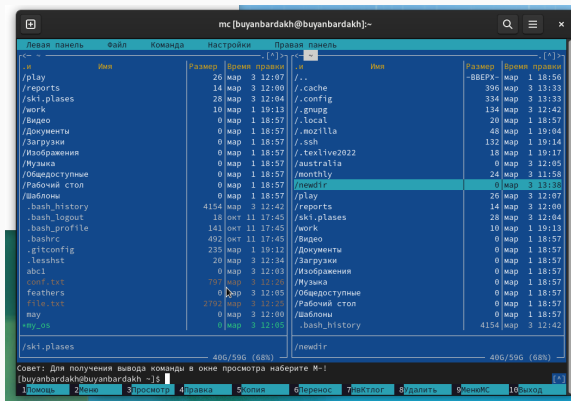 mc [buyanbardakh@buyanbardakh]:~
Левая панель Файл Команда Настройки Правая панель
<— ~ .[^]> <— ~ .[^]>
.и Имя Размер Время правки .и Имя Размер Время правки
/play 26 мар 3 12:07 /.. -ВВЕРХ- мар 1 18:56
/reports 14 мар 3 12:00 /.cache 396 мар 3 13:33
/ski.plases 28 мар 3 12:04 /.config 334 мар 3 13:33
/work 10 мар 1 19:13 /.gnupg 134 мар 3 12:42
/Видео 0 мар 1 18:57 /.local 20 мар 1 18:57
/Документы 0 мар 1 18:57 /.mozilla 48 мар 1 19:04
/Загрузки 0 мар 1 18:57 /.ssh 132 мар 1 19:14
/Изображения 0 мар 1 18:57 /.texlive2022 18 мар 1 19:17
/Музыка 0 мар 1 18:57 /australia 0 мар 3 12:05
/Общедоступные 0 мар 1 18:57 /monthly 24 мар 3 11:58
/Рабочий стол 0 мар 1 18:57 /newdir 0 мар 3 13:38
/Шаблоны 0 мар 1 18:57 /play 26 мар 3 12:07
.bash_history 4154 мар 3 12:42 /reports 14 мар 3 12:00
.bash_logout 18 окт 11 17:45 /ski.plases 28 мар 3 12:04
.bash_profile 141 окт 11 17:45 /work 10 мар 1 19:13
.bashrc 492 окт 11 17:45 /Видео 0 мар 1 18:57
.gitconfig 235 мар 1 19:12 /Документы 0 мар 1 18:57
.lesshst 20 мар 3 12:34 /Загрузки 0 мар 1 18:57
abc1 0 мар 3 12:03 /Изображения 0 мар 1 18:57
conf.txt 797 мар 3 12:26 /Музыка 0 мар 1 18:57
feathers 0 мар 3 12:05 /Общедоступные 0 мар 1 18:57
file.txt 2792 мар 3 12:25 /Рабочий стол 0 мар 1 18:57
may 0 мар 3 12:00 /Шаблоны 0 мар 1 18:57
*my_os 0 мар 3 12:05 .bash_history 4154 мар 3 12:42
/ski.plases /newdir
40G/59G (68%) 40G/59G (68%)
Совет: Для получения вывода команды в окне просмотра наберите M-!
[buyanbardakh@buyanbardakh ~]$ [^]
1Помощь 2Меню 3Просмотр 4Правка 5Копия 6Перенос 7НвКтлог 8Удалить 9МенюMC 10Выход